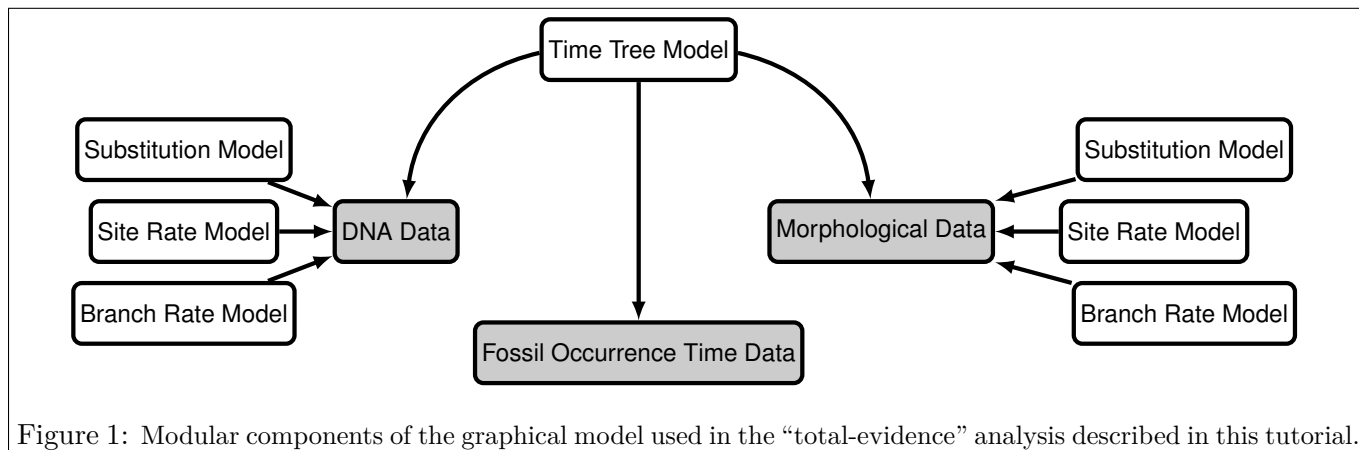 Time Tree Model
Substitution Model
Site Rate Model
Branch Rate Model
DNA Data
Morphological Data
Substitution Model
Site Rate Model
Branch Rate Model
Fossil Occurrence Time Data
Figure 1: Modular components of the graphical model used in the “total-evidence” analysis described in this tutorial.